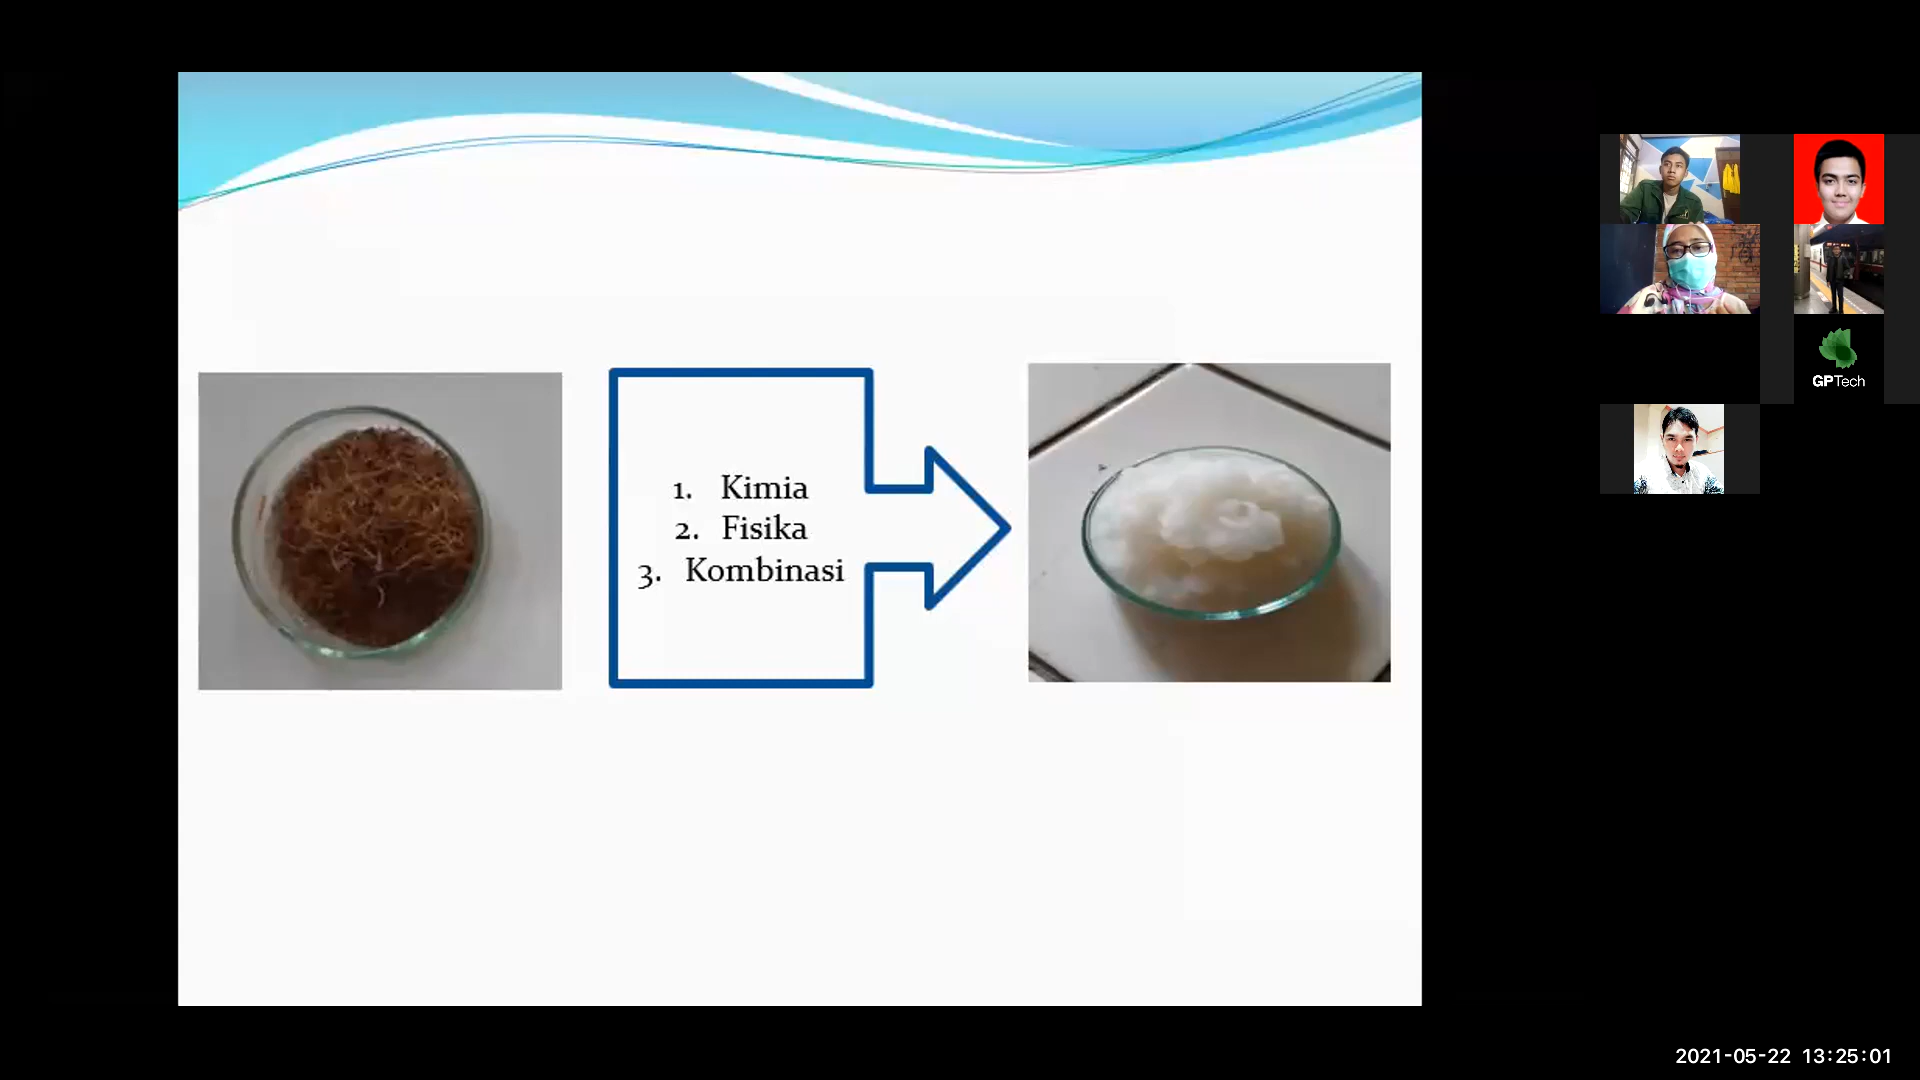 1. Kimia
2. Fisika
3. Kombinasi
GPTech
2021-05-22 13:25:01